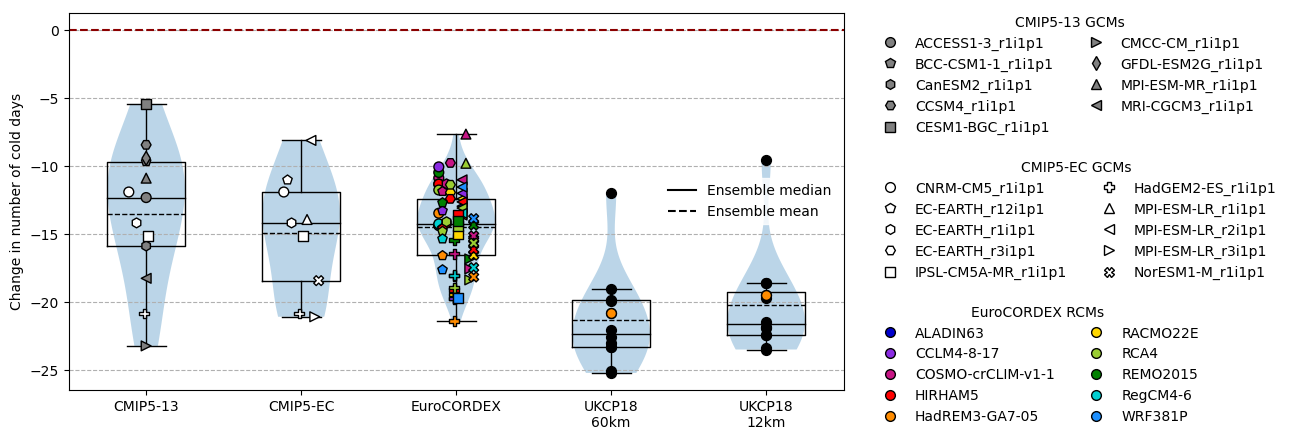 Change in number of cold days
0
−5
−10
−15
−20
−25
CMIP5-13
CMIP5-EC
EuroCORDEX
UKCP18
60km
UKCP18
12km
Ensemble median
Ensemble mean
CMIP5-13 GCMs
ACCESS1-3_r1i1p1
BCC-CSM1-1_r1i1p1
CanESM2_r1i1p1
CCSM4_r1i1p1
CESM1-BGC_r1i1p1
CMCC-CM_r1i1p1
GFDL-ESM2G_r1i1p1
MPI-ESM-MR_r1i1p1
MRI-CGCM3_r1i1p1
CMIP5-EC GCMs
CNRM-CM5_r1i1p1
EC-EARTH_r12i1p1
EC-EARTH_r1i1p1
EC-EARTH_r3i1p1
IPSL-CM5A-MR_r1i1p1
HadGEM2-ES_r1i1p1
MPI-ESM-LR_r1i1p1
MPI-ESM-LR_r2i1p1
MPI-ESM-LR_r3i1p1
NorESM1-M_r1i1p1
EuroCORDEX RCMs
ALADIN63
CCLM4-8-17
COSMO-crCLIM-v1-1
HIRHAM5
HadREM3-GA7-05
RACMO22E
RCA4
REMO2015
RegCM4-6
WRF381P